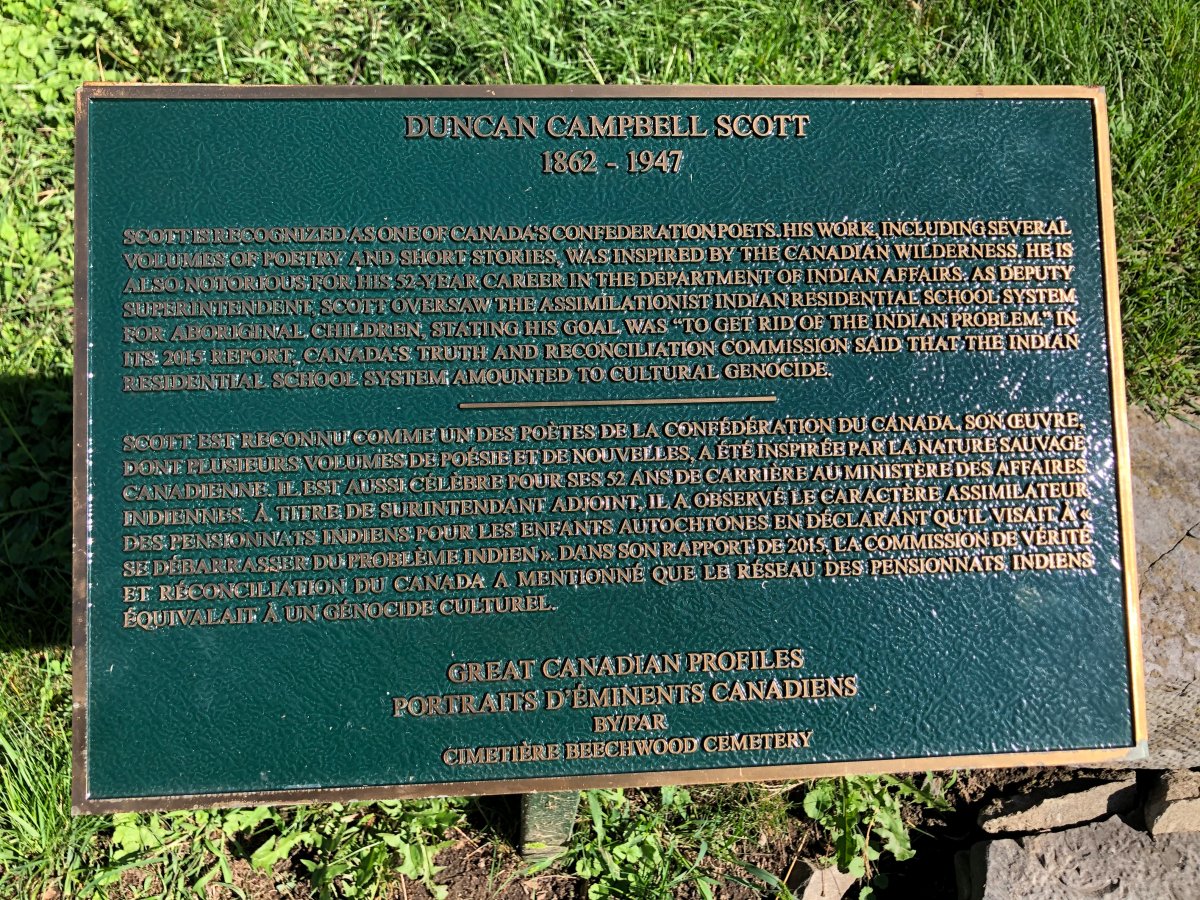 DUNCAN CAMPBELL SCOTT
1862 - 1947
SCOTT IS RECOGNIZED AS ONE OF CANADA'S CONFEDERATION POETS. HIS WORK, INCLUDING SEVERAL
VOLUMES OF POETRY AND SHORT STORIES, WAS INSPIRED BY THE CANADIAN WILDERNESS. HE IS
ALSO NOTORIOUS FOR HIS 52-YEAR CAREER IN THE DEPARTMENT OF INDIAN AFFAIRS. AS DEPUTY
SUPERINTENDENT, SCOTT OVERSAW THE ASSIMILATIONIST INDIAN RESIDENTIAL SCHOOL SYSTEM
FOR ABORIGINAL CHILDREN, STATING HIS GOAL WAS "TO GET RID OF THE INDIAN PROBLEM." IN
ITS 2015 REPORT, CANADA'S TRUTH AND RECONCILIATION COMMISSION SAID THAT THE INDIAN
RESIDENTIAL SCHOOL SYSTEM AMOUNTED TO CULTURAL GENOCIDE.
SCOTT EST RECONNU COMME UN DES POÈTES DE LA CONFÉDÉRATION DU CANADA. SON ŒUVRE,
DONT PLUSIEURS VOLUMES DE POÉSIE ET DE NOUVELLES, A ÉTÉ INSPIRÉE PAR LA NATURE SAUVAGE
CANADIENNE. IL EST AUSSI CÉLÈBRE POUR SES 52 ANS DE CARRIÈRE AU MINISTÈRE DES AFFAIRES
INDIENNES. À TITRE DE SURINTENDANT ADJOINT, IL A OBSERVÉ LE CARACTÈRE ASSIMILATEUR
DES PENSIONNATS INDIENS POUR LES ENFANTS AUTOCHTONES EN DÉCLARANT QU'IL VISAIT À «
SE DÉBARRASSER DU PROBLÈME INDIEN ». DANS SON RAPPORT DE 2015, LA COMMISSION DE VÉRITÉ
ET RÉCONCILIATION DU CANADA A MENTIONNÉ QUE LE RÉSEAU DES PENSIONNATS INDIENS
ÉQUIVALAIT À UN GÉNOCIDE CULTUREL.
GREAT CANADIAN PROFILES
PORTRAITS D'ÉMINENTS CANADIENS
BY/PAR
CIMETIÈRE BEECHWOOD CEMETERY